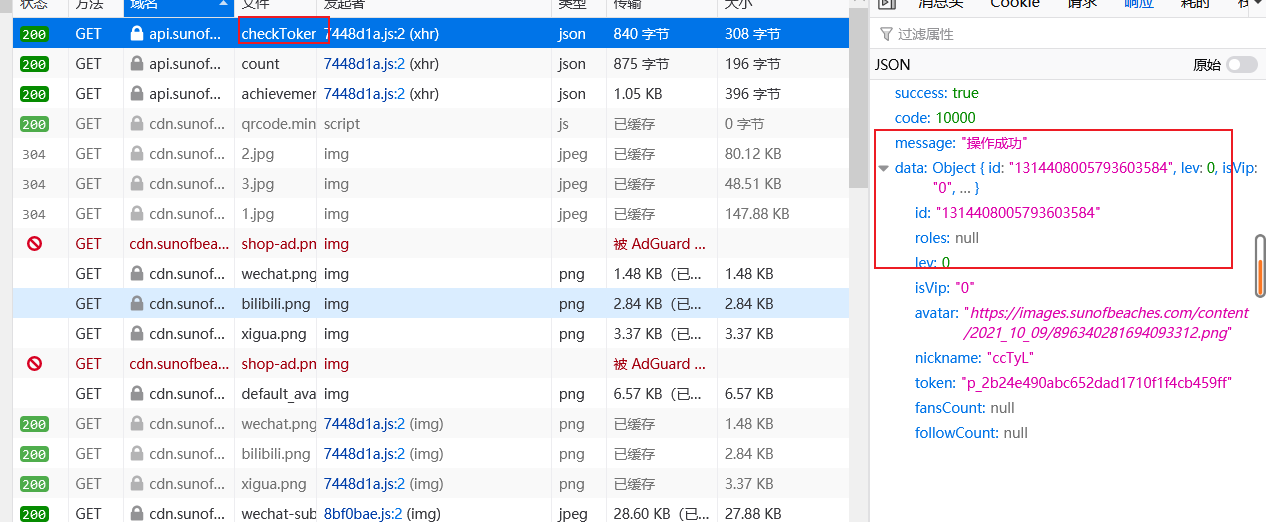 状态 方法 域名 文件 发起者 类型 传输 大小
200 GET api.sunof... checkToken 7448d1a.js:2 (xhr) json 840 字节 308 字节
200 GET api.sunof... count 7448d1a.js:2 (xhr) json 875 字节 196 字节
200 GET api.sunof... achievemen 7448d1a.js:2 (xhr) json 1.05 KB 396 字节
200 GET cdn.sunof... qrcode.min script js 已缓存 0 字节
304 GET cdn.sunof... 2.jpg img jpeg 已缓存 80.12 KB
304 GET cdn.sunof... 3.jpg img jpeg 已缓存 48.51 KB
304 GET cdn.sunof... 1.jpg img jpeg 已缓存 147.88 KB
GET cdn.sunofbea... shop-ad.pn img 被 AdGuard ...
GET cdn.sunof... wechat.png img png 1.48 KB（已... 1.48 KB
GET cdn.sunof... bilibili.png img png 2.84 KB（已... 2.84 KB
GET cdn.sunof... xigua.png img png 3.37 KB（已... 3.37 KB
GET cdn.sunofbea... shop-ad.pn img 被 AdGuard ...
GET cdn.sunof... default_ava img png 6.57 KB（已... 6.57 KB
200 GET cdn.sunof... wechat.png 7448d1a.js:2 (img) png 已缓存 1.48 KB
200 GET cdn.sunof... bilibili.png 7448d1a.js:2 (img) png 已缓存 2.84 KB
200 GET cdn.sunof... xigua.png 7448d1a.js:2 (img) png 已缓存 3.37 KB
200 GET cdn.sunof... wechat-sub 8bf0bae.js:2 (img) jpeg 28.60 KB（已... 27.88 KB
消息头 Cookie 请求 响应 耗时
过滤属性
JSON 原始
success: true
code: 10000
message: "操作成功"
data: Object { id: "1314408005793603584", lev: 0, isVip:
"0", … }
id: "1314408005793603584"
roles: null
lev: 0
isVip: "0"
avatar: "https://images.sunofbeaches.com/content
/2021_10_09/896340281694093312.png"
nickname: "ccTyL"
token: "p_2b24e490abc652dad1710f1f4cb459ff"
fansCount: null
followCount: null